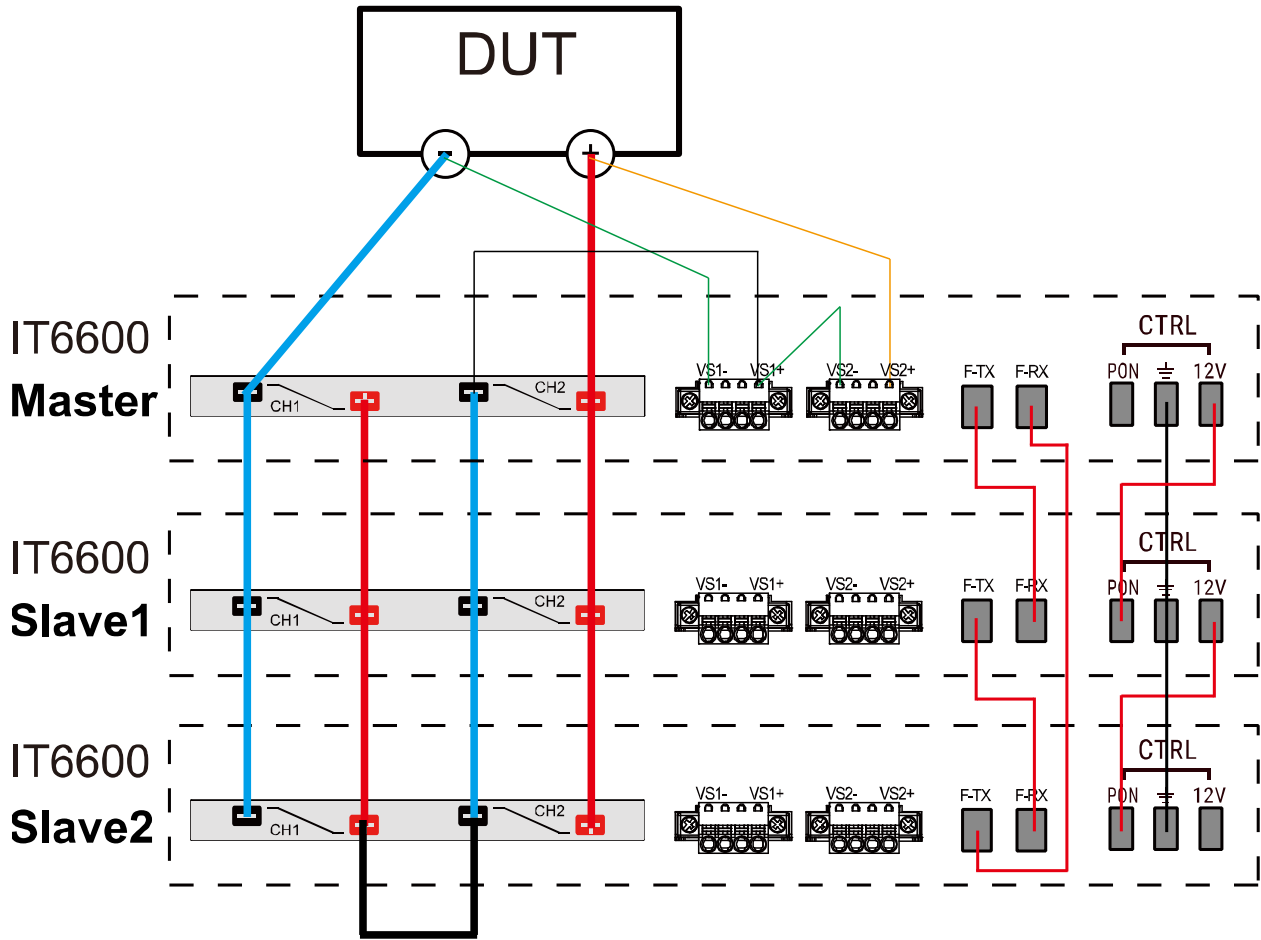 DUT
-
+
IT6600
Master
CH1
CH2
VS1- VS1+
VS2- VS2+
F-TX F-RX
CTRL
PON 12V
IT6600
Slave1
CH1
CH2
VS1- VS1+
VS2- VS2+
F-TX F-RX
CTRL
PON 12V
IT6600
Slave2
CH1
CH2
VS1- VS1+
VS2- VS2+
F-TX F-RX
CTRL
PON 12V